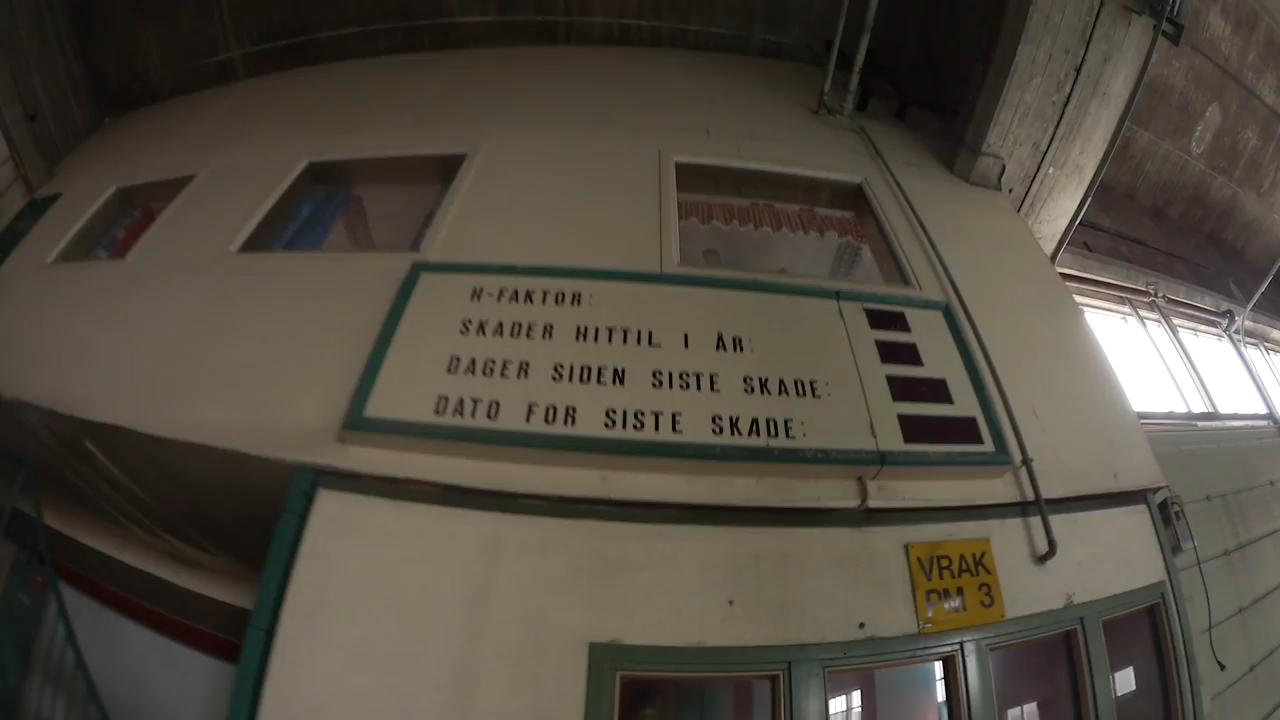 H-FAKTOR:
SKADER HITTIL I ÅR:
DAGER SIDEN SISTE SKADE:
DATO FOR SISTE SKADE:
VRAK
PM 3